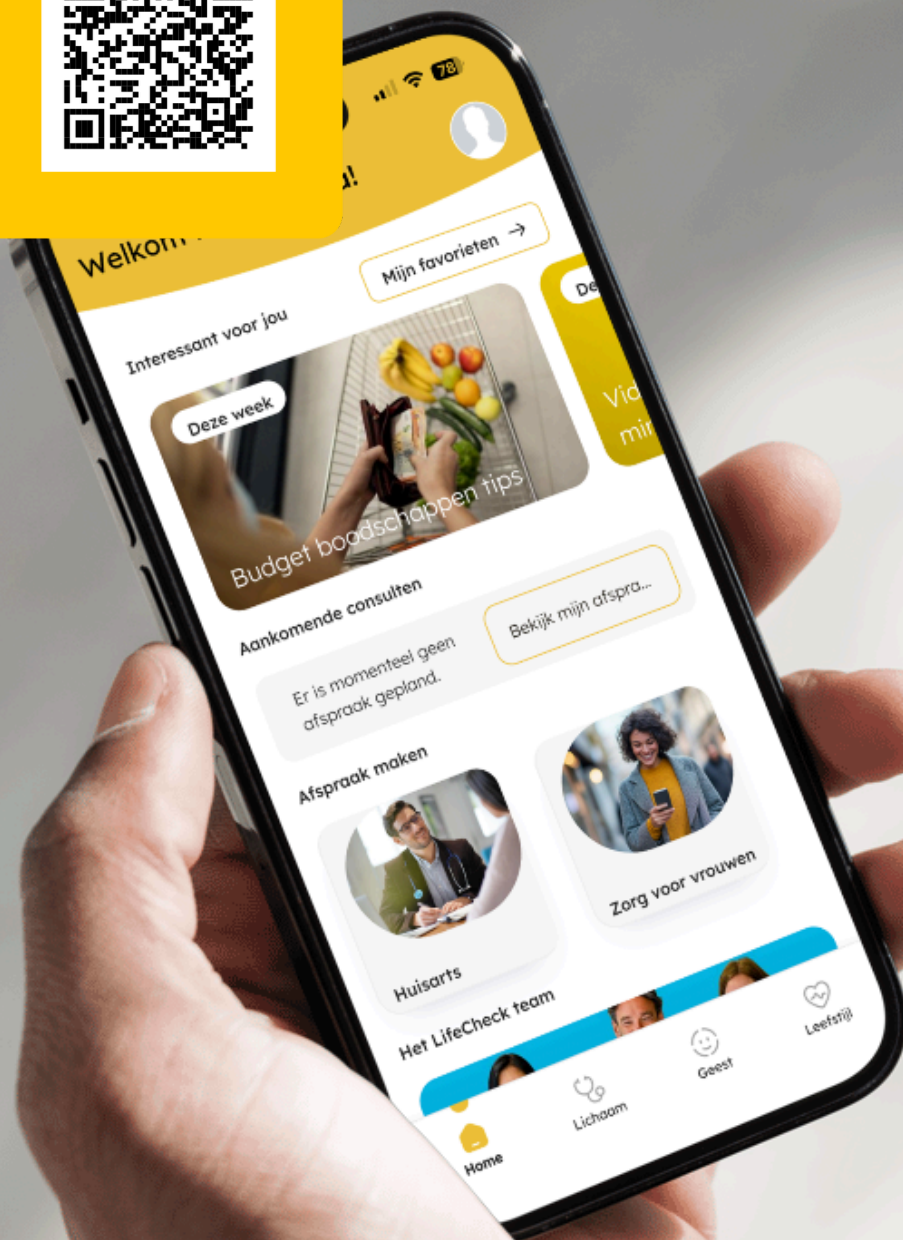 78
Welkom
Mijn favorieten →
Interessant voor jou
Deze week
Budget boodschappen tips
Aankomende consulten
Er is momenteel geen
afspraak gepland.
Bekijk mijn afspra...
Afspraak maken
Huisarts
Zorg voor vrouwen
Het LifeCheck team
Home
Lichaam
Geest
Leefstijl